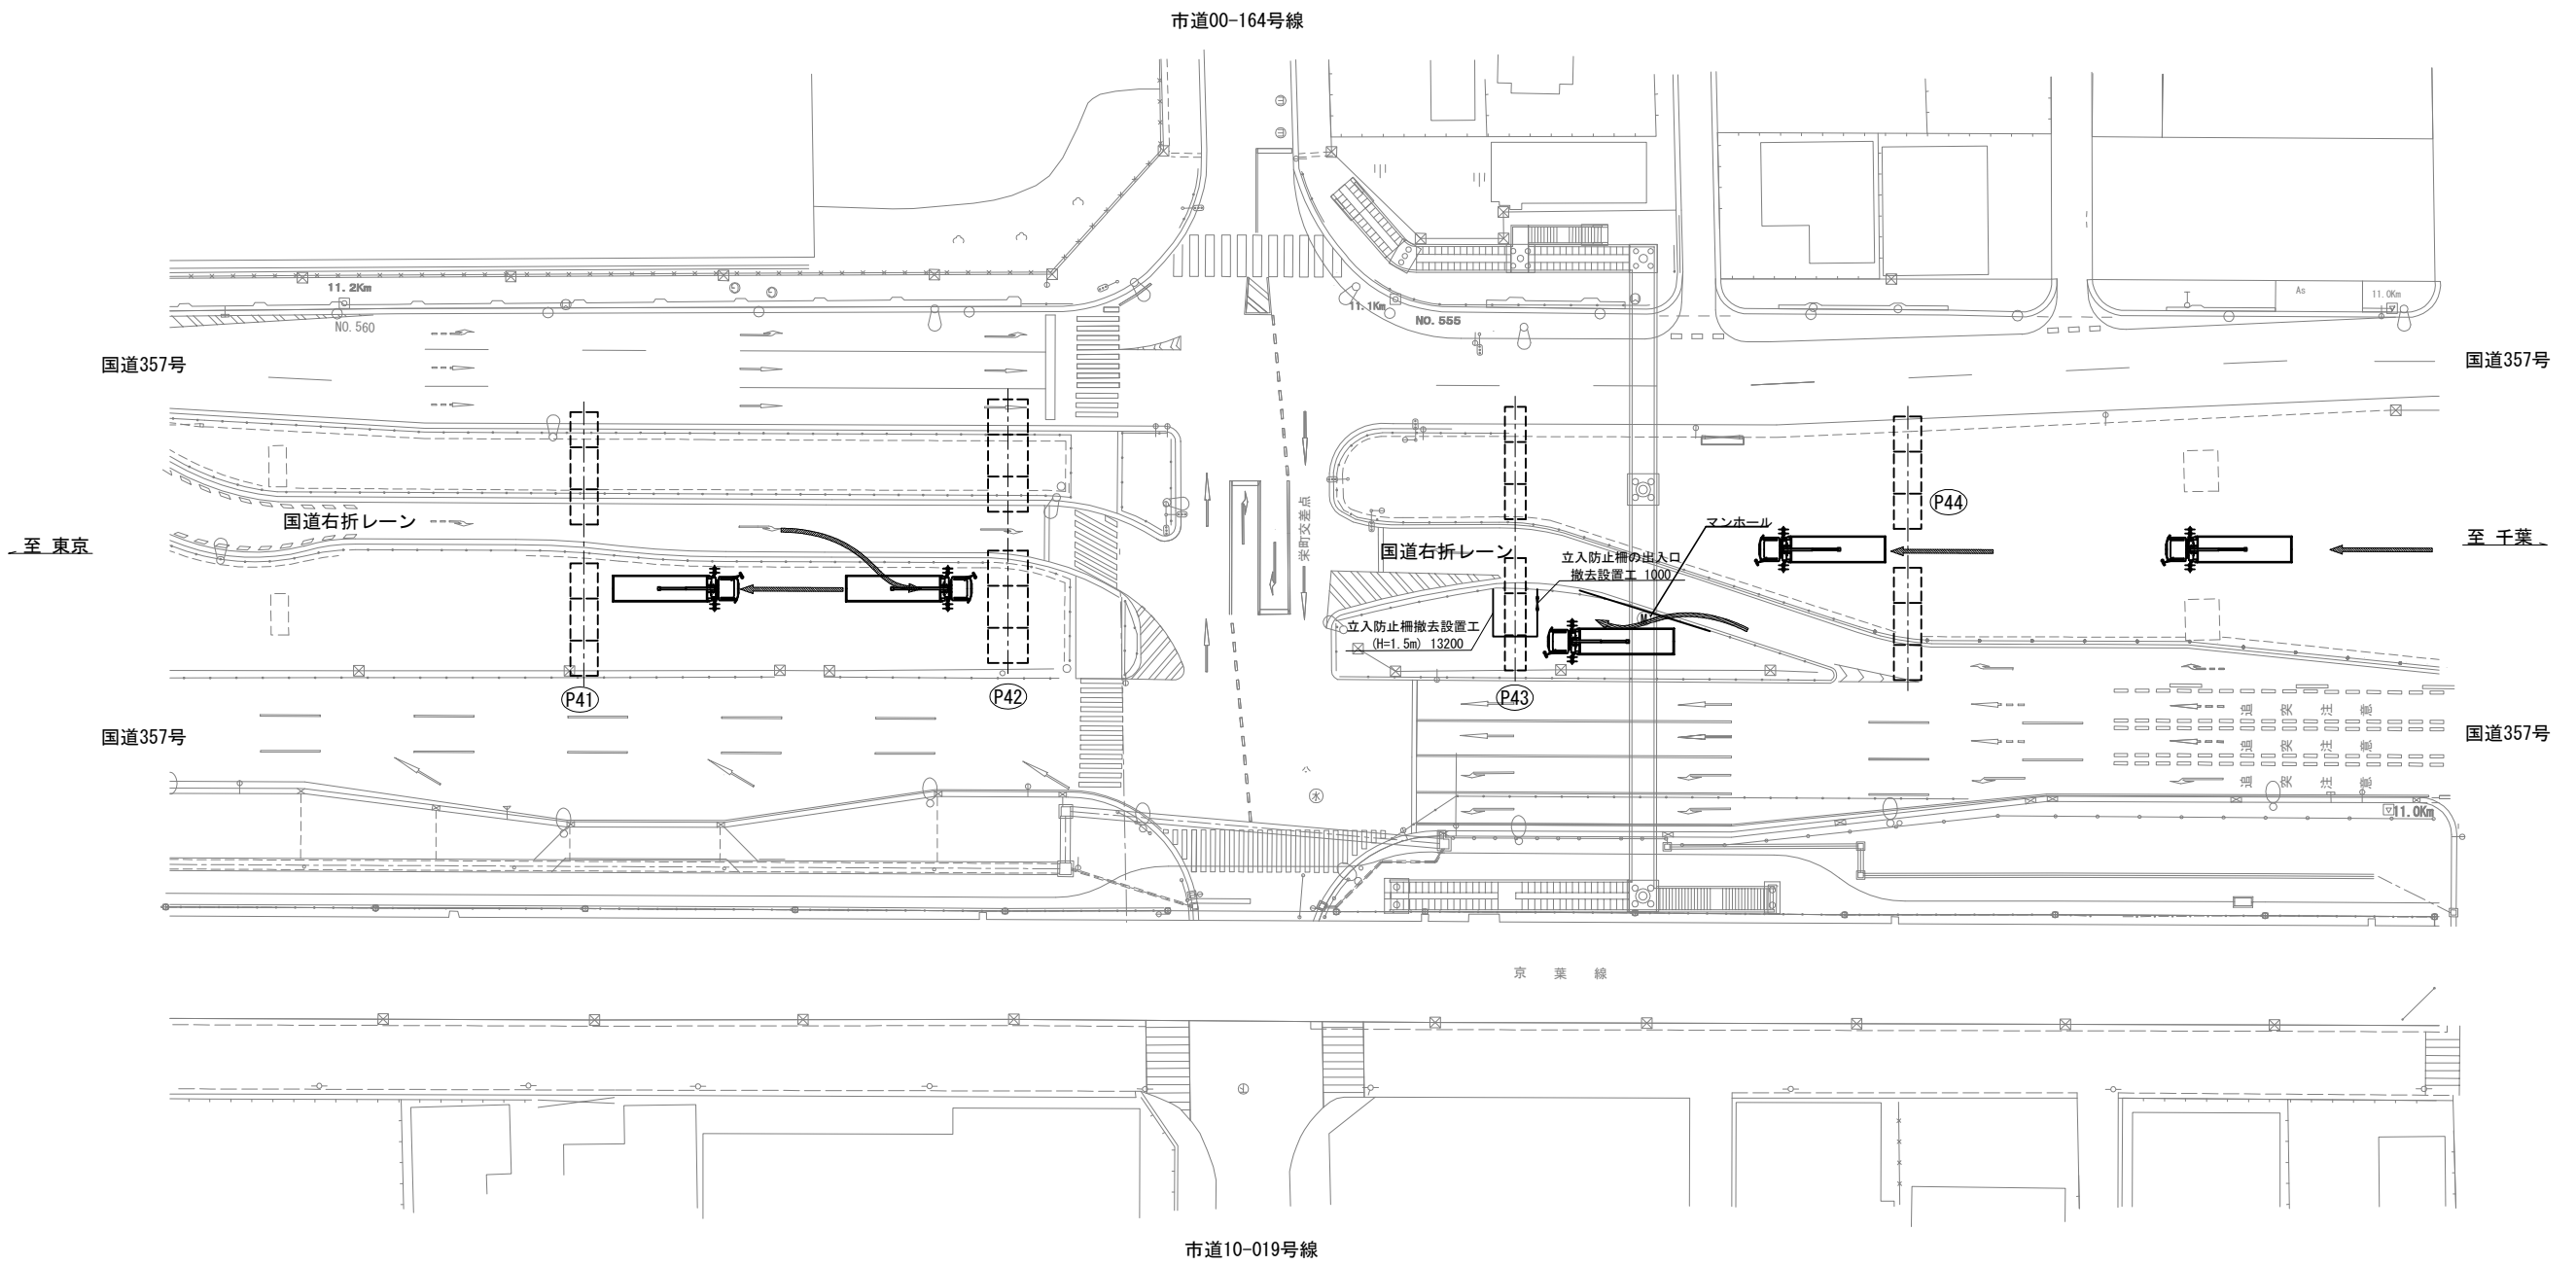 市道00-164号線
11.2Km
NO.560
11.1Km
NO.555
As
11.0Km
国道357号
国道357号
国道右折レーン
至 東京
栄町交差点
国道右折レーン
マンホール
立入防止柵の出入口
撤去設置工 1000
立入防止柵撤去設置工
(H=1.5m) 13200
P44
至 千葉
P41
P42
P43
国道357号
国道357号
追突注意
追突注意
追突注意
水
11.0Km
京葉線
市道10-019号線